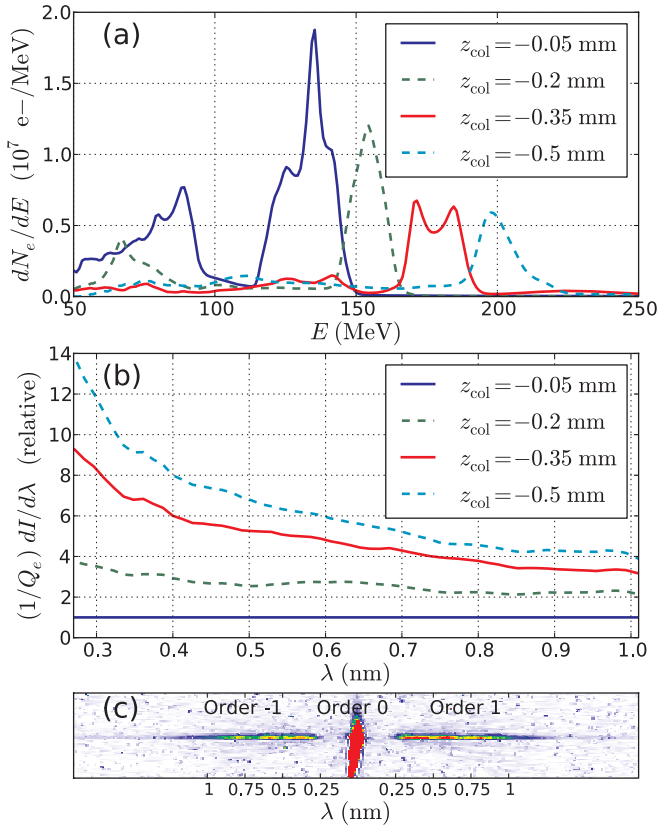 (a)
2.0
1.5
1.0
0.5
0.0
50 100 150 200 250
E (MeV)
dN_e/dE (10^7 e−/MeV)
z_col=−0.05 mm
z_col=−0.2 mm
z_col=−0.35 mm
z_col=−0.5 mm
(b)
14
12
10
8
6
4
2
0
0.3 0.4 0.5 0.6 0.7 0.8 0.9 1.0
λ (nm)
(1/Q_e) dI/dλ (relative)
z_col=−0.05 mm
z_col=−0.2 mm
z_col=−0.35 mm
z_col=−0.5 mm
(c)
Order -1 Order 0 Order 1
1 0.75 0.5 0.25 0.25 0.5 0.75 1
λ (nm)